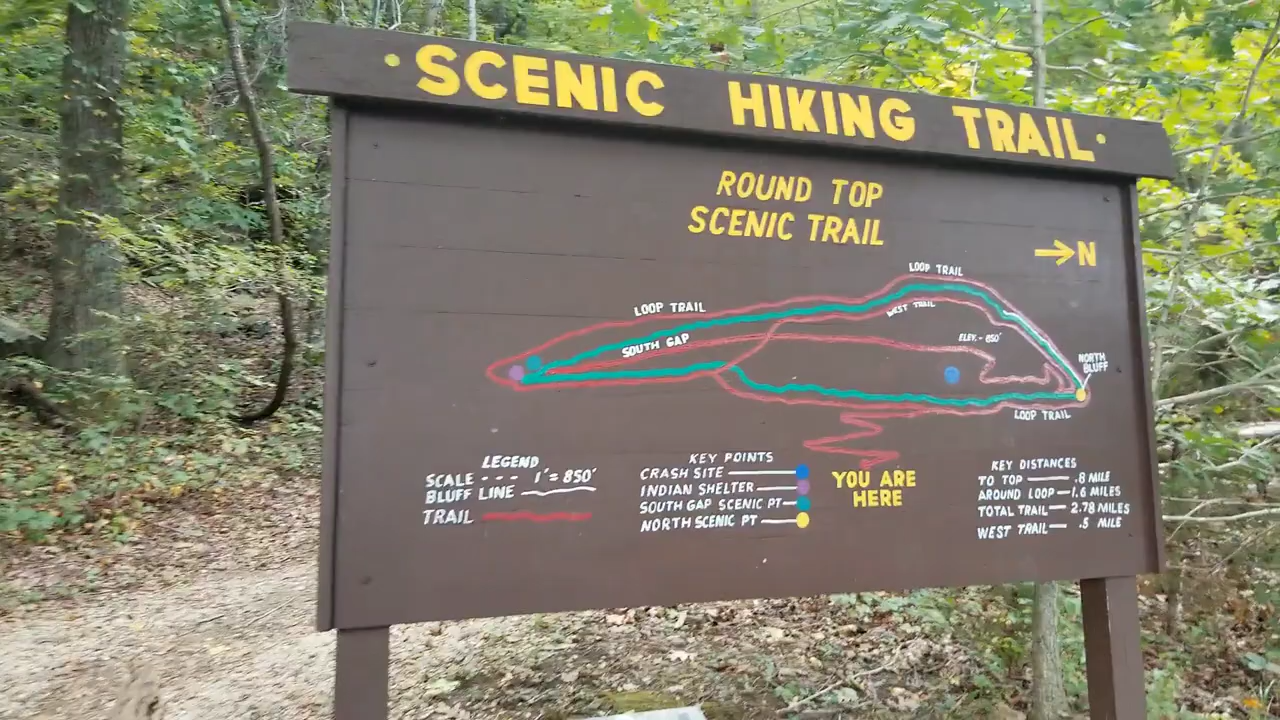 • SCENIC HIKING TRAIL •
ROUND TOP
SCENIC TRAIL
→N
LOOP TRAIL
LOOP TRAIL
WEST TRAIL
SOUTH GAP
ELEV. - 850'
NORTH
BLUFF
LOOP TRAIL
LEGEND
SCALE - - - 1" = 850'
BLUFF LINE
TRAIL
KEY POINTS
CRASH SITE
INDIAN SHELTER
SOUTH GAP SCENIC PT
NORTH SCENIC PT
YOU ARE
HERE
KEY DISTANCES
TO TOP .8 MILE
AROUND LOOP 1.6 MILES
TOTAL TRAIL 2.78 MILES
WEST TRAIL .5 MILE